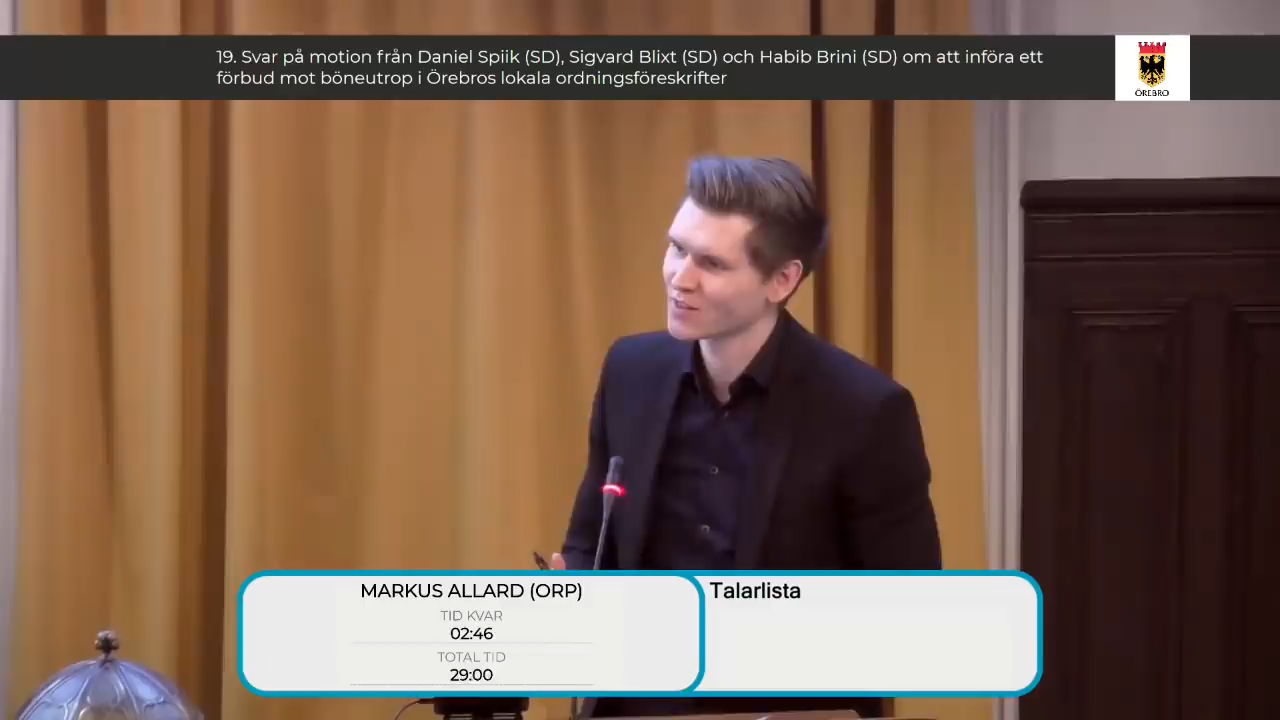 19. Svar på motion från Daniel Spiik (SD), Sigvard Blixt (SD) och Habib Brini (SD) om att införa ett
förbud mot böneutrop i Örebros lokala ordningsföreskrifter
ÖREBRO
MARKUS ALLARD (ORP)
TID KVAR
02:46
TOTAL TID
29:00
Talarlista